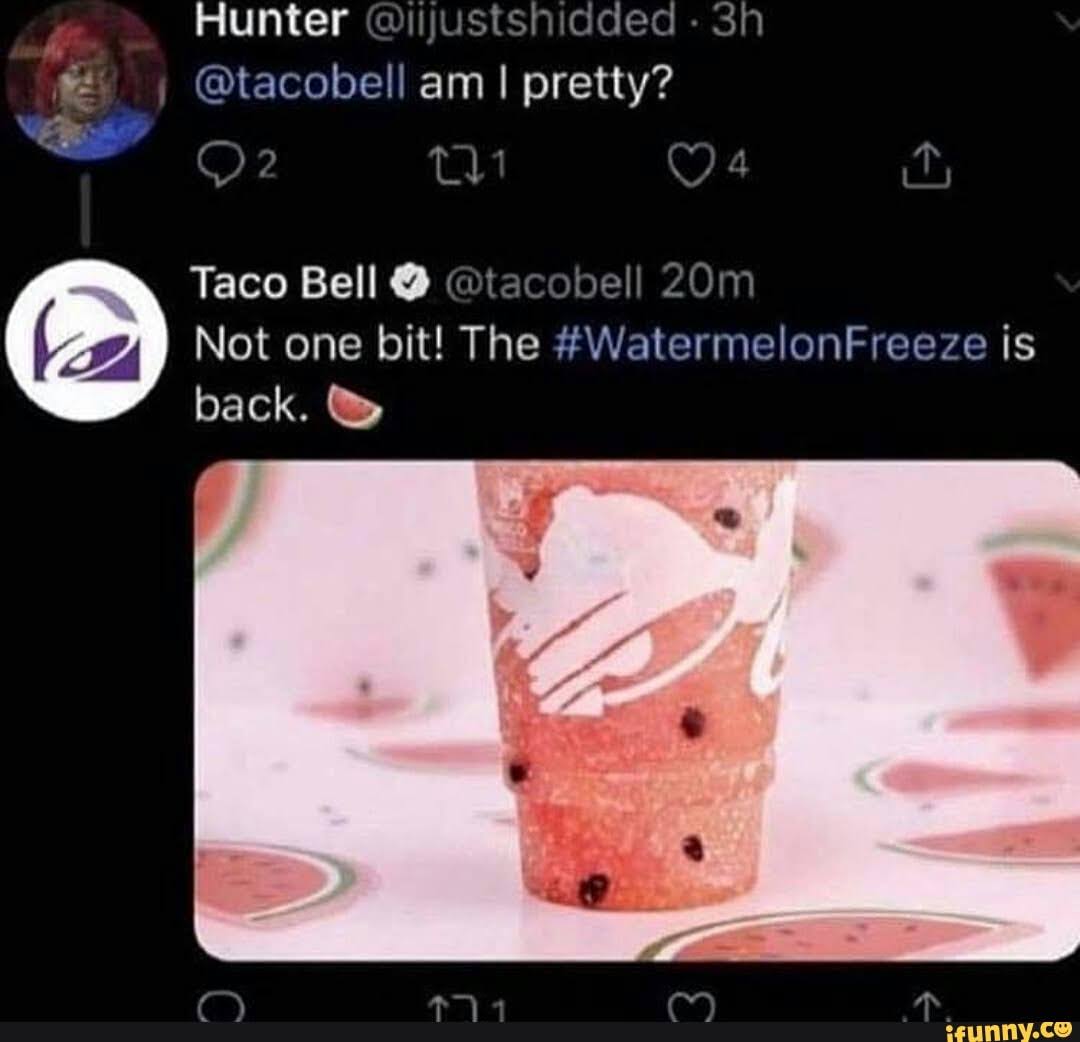 Hunter @iijustshidded · 3h
@tacobell am I pretty?
2 1 4
Taco Bell @tacobell 20m
Not one bit! The #WatermelonFreeze is
back. 🍉
1
ifunny.co